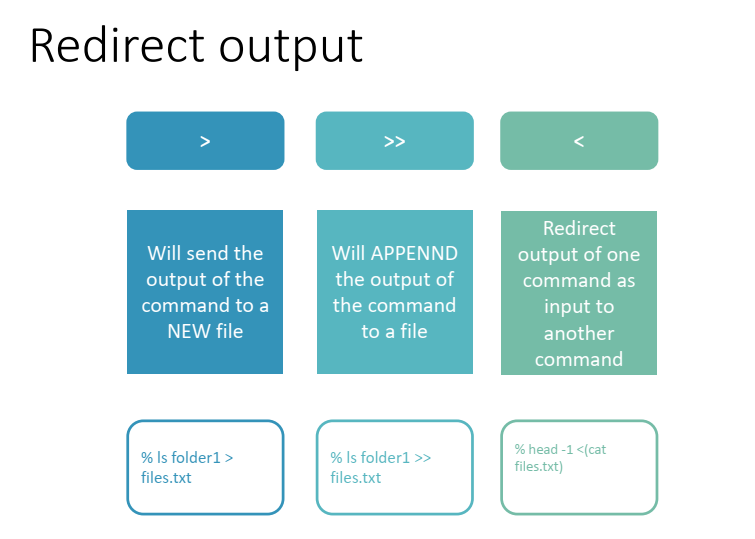 Redirect output
>
>>
<
Will send the
output of the
command to a
NEW file
Will APPENND
the output of
the command
to a file
Redirect
output of one
command as
input to
another
command
% ls folder1 >
files.txt
% ls folder1 >>
files.txt
% head -1 <(cat
files.txt)